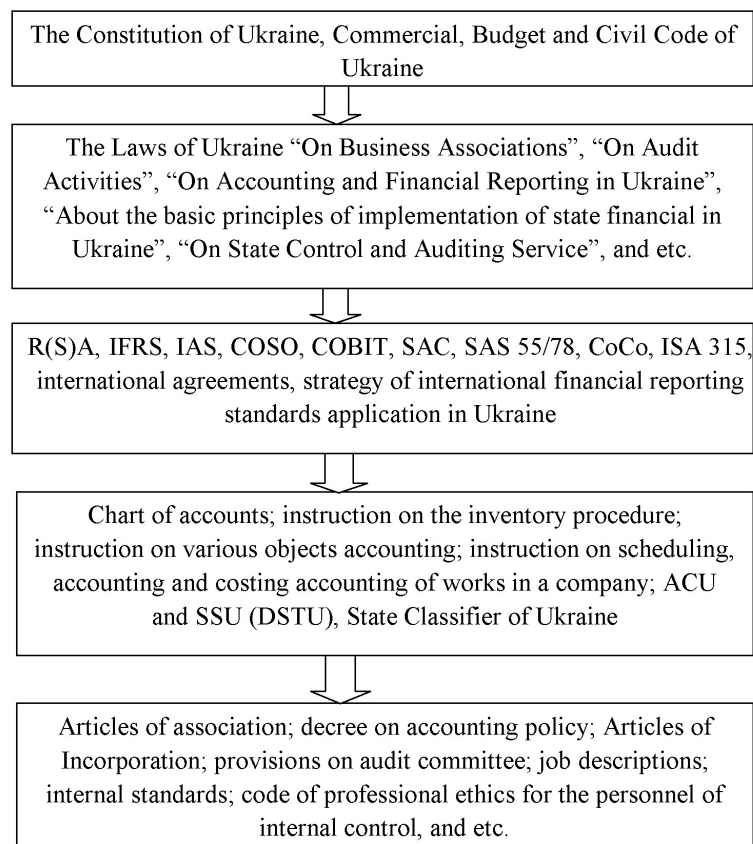 The Constitution of Ukraine, Commercial, Budget and Civil Code of
Ukraine
The Laws of Ukraine “On Business Associations”, “On Audit
Activities”, “On Accounting and Financial Reporting in Ukraine”,
“About the basic principles of implementation of state financial in
Ukraine”, “On State Control and Auditing Service”, and etc.
R(S)A, IFRS, IAS, COSO, COBIT, SAC, SAS 55/78, CoCo, ISA 315,
international agreements, strategy of international financial reporting
standards application in Ukraine
Chart of accounts; instruction on the inventory procedure;
instruction on various objects accounting; instruction on scheduling,
accounting and costing accounting of works in a company; ACU
and SSU (DSTU), State Classifier of Ukraine
Articles of association; decree on accounting policy; Articles of
Incorporation; provisions on audit committee; job descriptions;
internal standards; code of professional ethics for the personnel of
internal control, and etc.